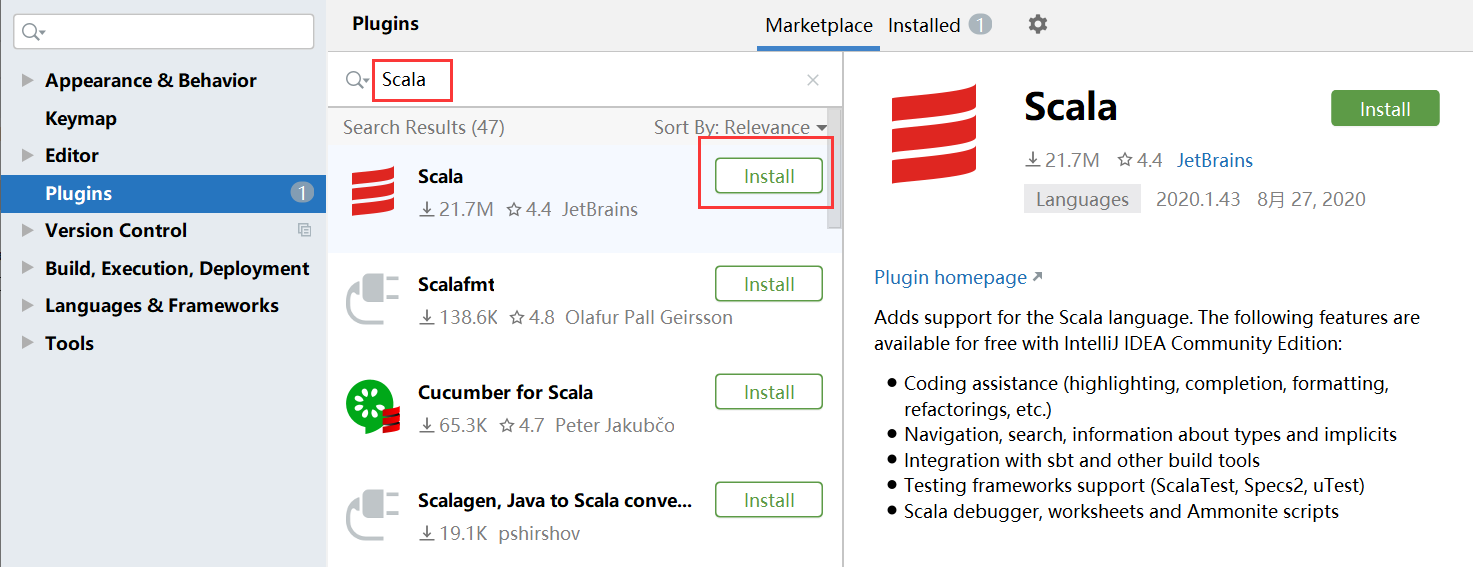 Appearance & Behavior
Keymap
Editor
Plugins 1
Version Control
Build, Execution, Deployment
Languages & Frameworks
Tools
Plugins
Marketplace Installed 1
Scala
Search Results (47) Sort By: Relevance
Scala Install
21.7M 4.4 JetBrains
Scalafmt Install
138.6K 4.8 Olafur Pall Geirsson
Cucumber for Scala Install
65.3K 4.7 Peter Jakubčo
Scalagen, Java to Scala conve... Install
19.1K pshirshov
Scala Install
21.7M 4.4 JetBrains
Languages 2020.1.43 8月 27, 2020
Plugin homepage
Adds support for the Scala language. The following features are
available for free with IntelliJ IDEA Community Edition:
Coding assistance (highlighting, completion, formatting,
refactorings, etc.)
Navigation, search, information about types and implicits
Integration with sbt and other build tools
Testing frameworks support (ScalaTest, Specs2, uTest)
Scala debugger, worksheets and Ammonite scripts